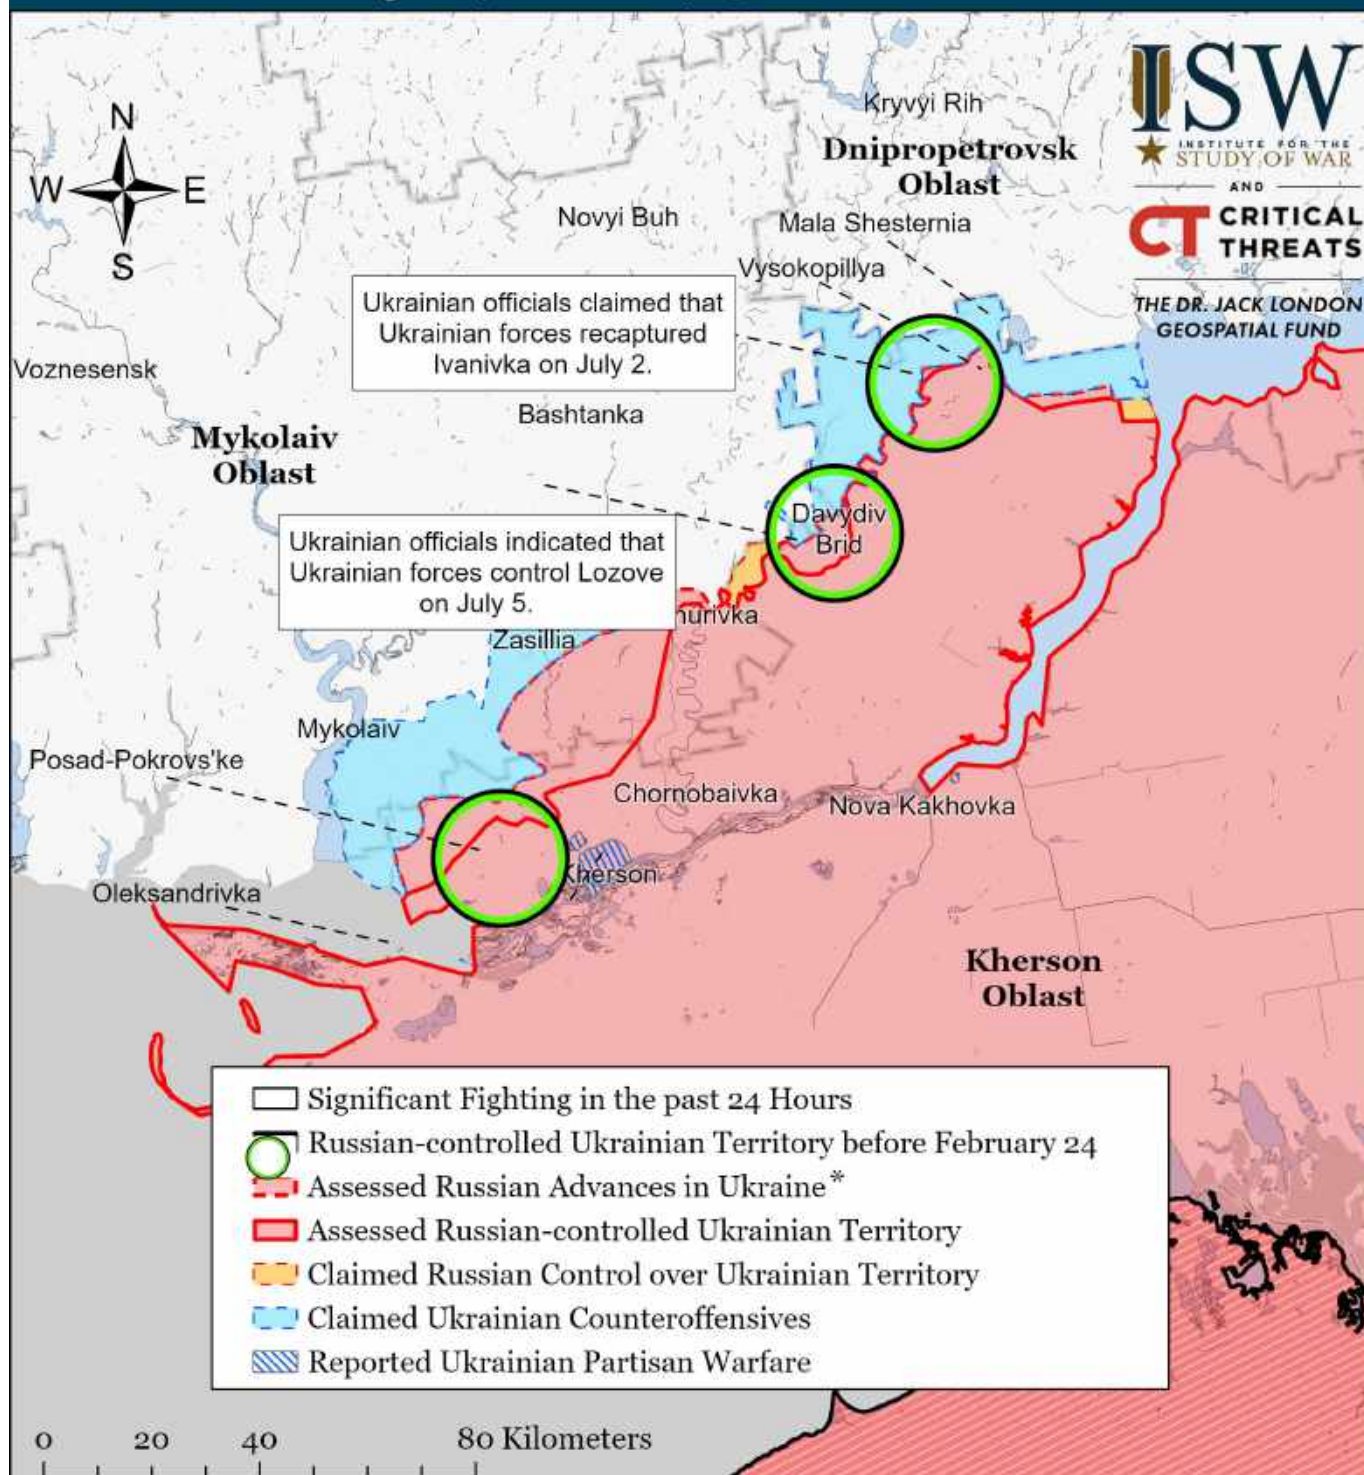 Kryvyi Rih
ISW
INSTITUTE FOR THE
STUDY OF WAR
AND
CT CRITICAL
THREATS
THE DR. JACK LONDON
GEOSPATIAL FUND
N
W E
S
Dnipropetrovsk
Oblast
Novyi Buh
Mala Shesternia
Vysokopillya
Ukrainian officials claimed that
Ukrainian forces recaptured
Ivanivka on July 2.
Voznesensk
Bashtanka
Mykolaiv
Oblast
Davydiv
Brid
Ukrainian officials indicated that
Ukrainian forces control Lozove
on July 5.
hurivka
Zasillia
Mykolaiv
Posad-Pokrovs'ke
Chornobaivka
Nova Kakhovka
Kherson
Oleksandrivka
Kherson
Oblast
Significant Fighting in the past 24 Hours
Russian-controlled Ukrainian Territory before February 24
Assessed Russian Advances in Ukraine*
Assessed Russian-controlled Ukrainian Territory
Claimed Russian Control over Ukrainian Territory
Claimed Ukrainian Counteroffensives
Reported Ukrainian Partisan Warfare
0 20 40 80 Kilometers